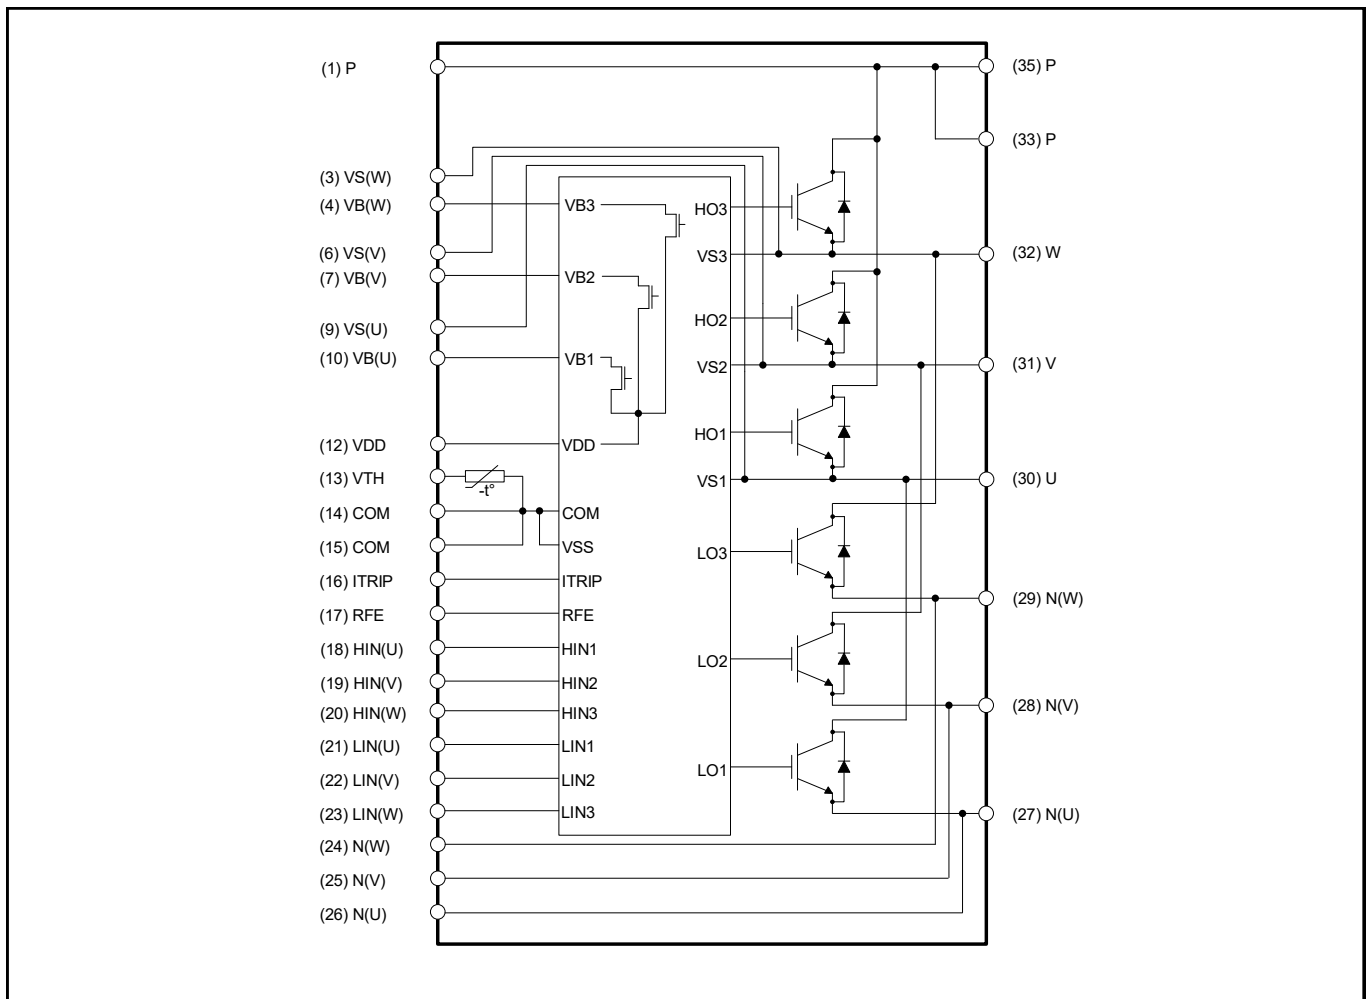 (1) P
(3) VS(W)
(4) VB(W)
(6) VS(V)
(7) VB(V)
(9) VS(U)
(10) VB(U)
(12) VDD
(13) VTH
(14) COM
(15) COM
(16) ITRIP
(17) RFE
(18) HIN(U)
(19) HIN(V)
(20) HIN(W)
(21) LIN(U)
(22) LIN(V)
(23) LIN(W)
(24) N(W)
(25) N(V)
(26) N(U)
-t°
VB3
VB2
VB1
VDD
COM
VSS
ITRIP
RFE
HIN1
HIN2
HIN3
LIN1
LIN2
LIN3
HO3
VS3
HO2
VS2
HO1
VS1
LO3
LO2
LO1
(35) P
(33) P
(32) W
(31) V
(30) U
(29) N(W)
(28) N(V)
(27) N(U)